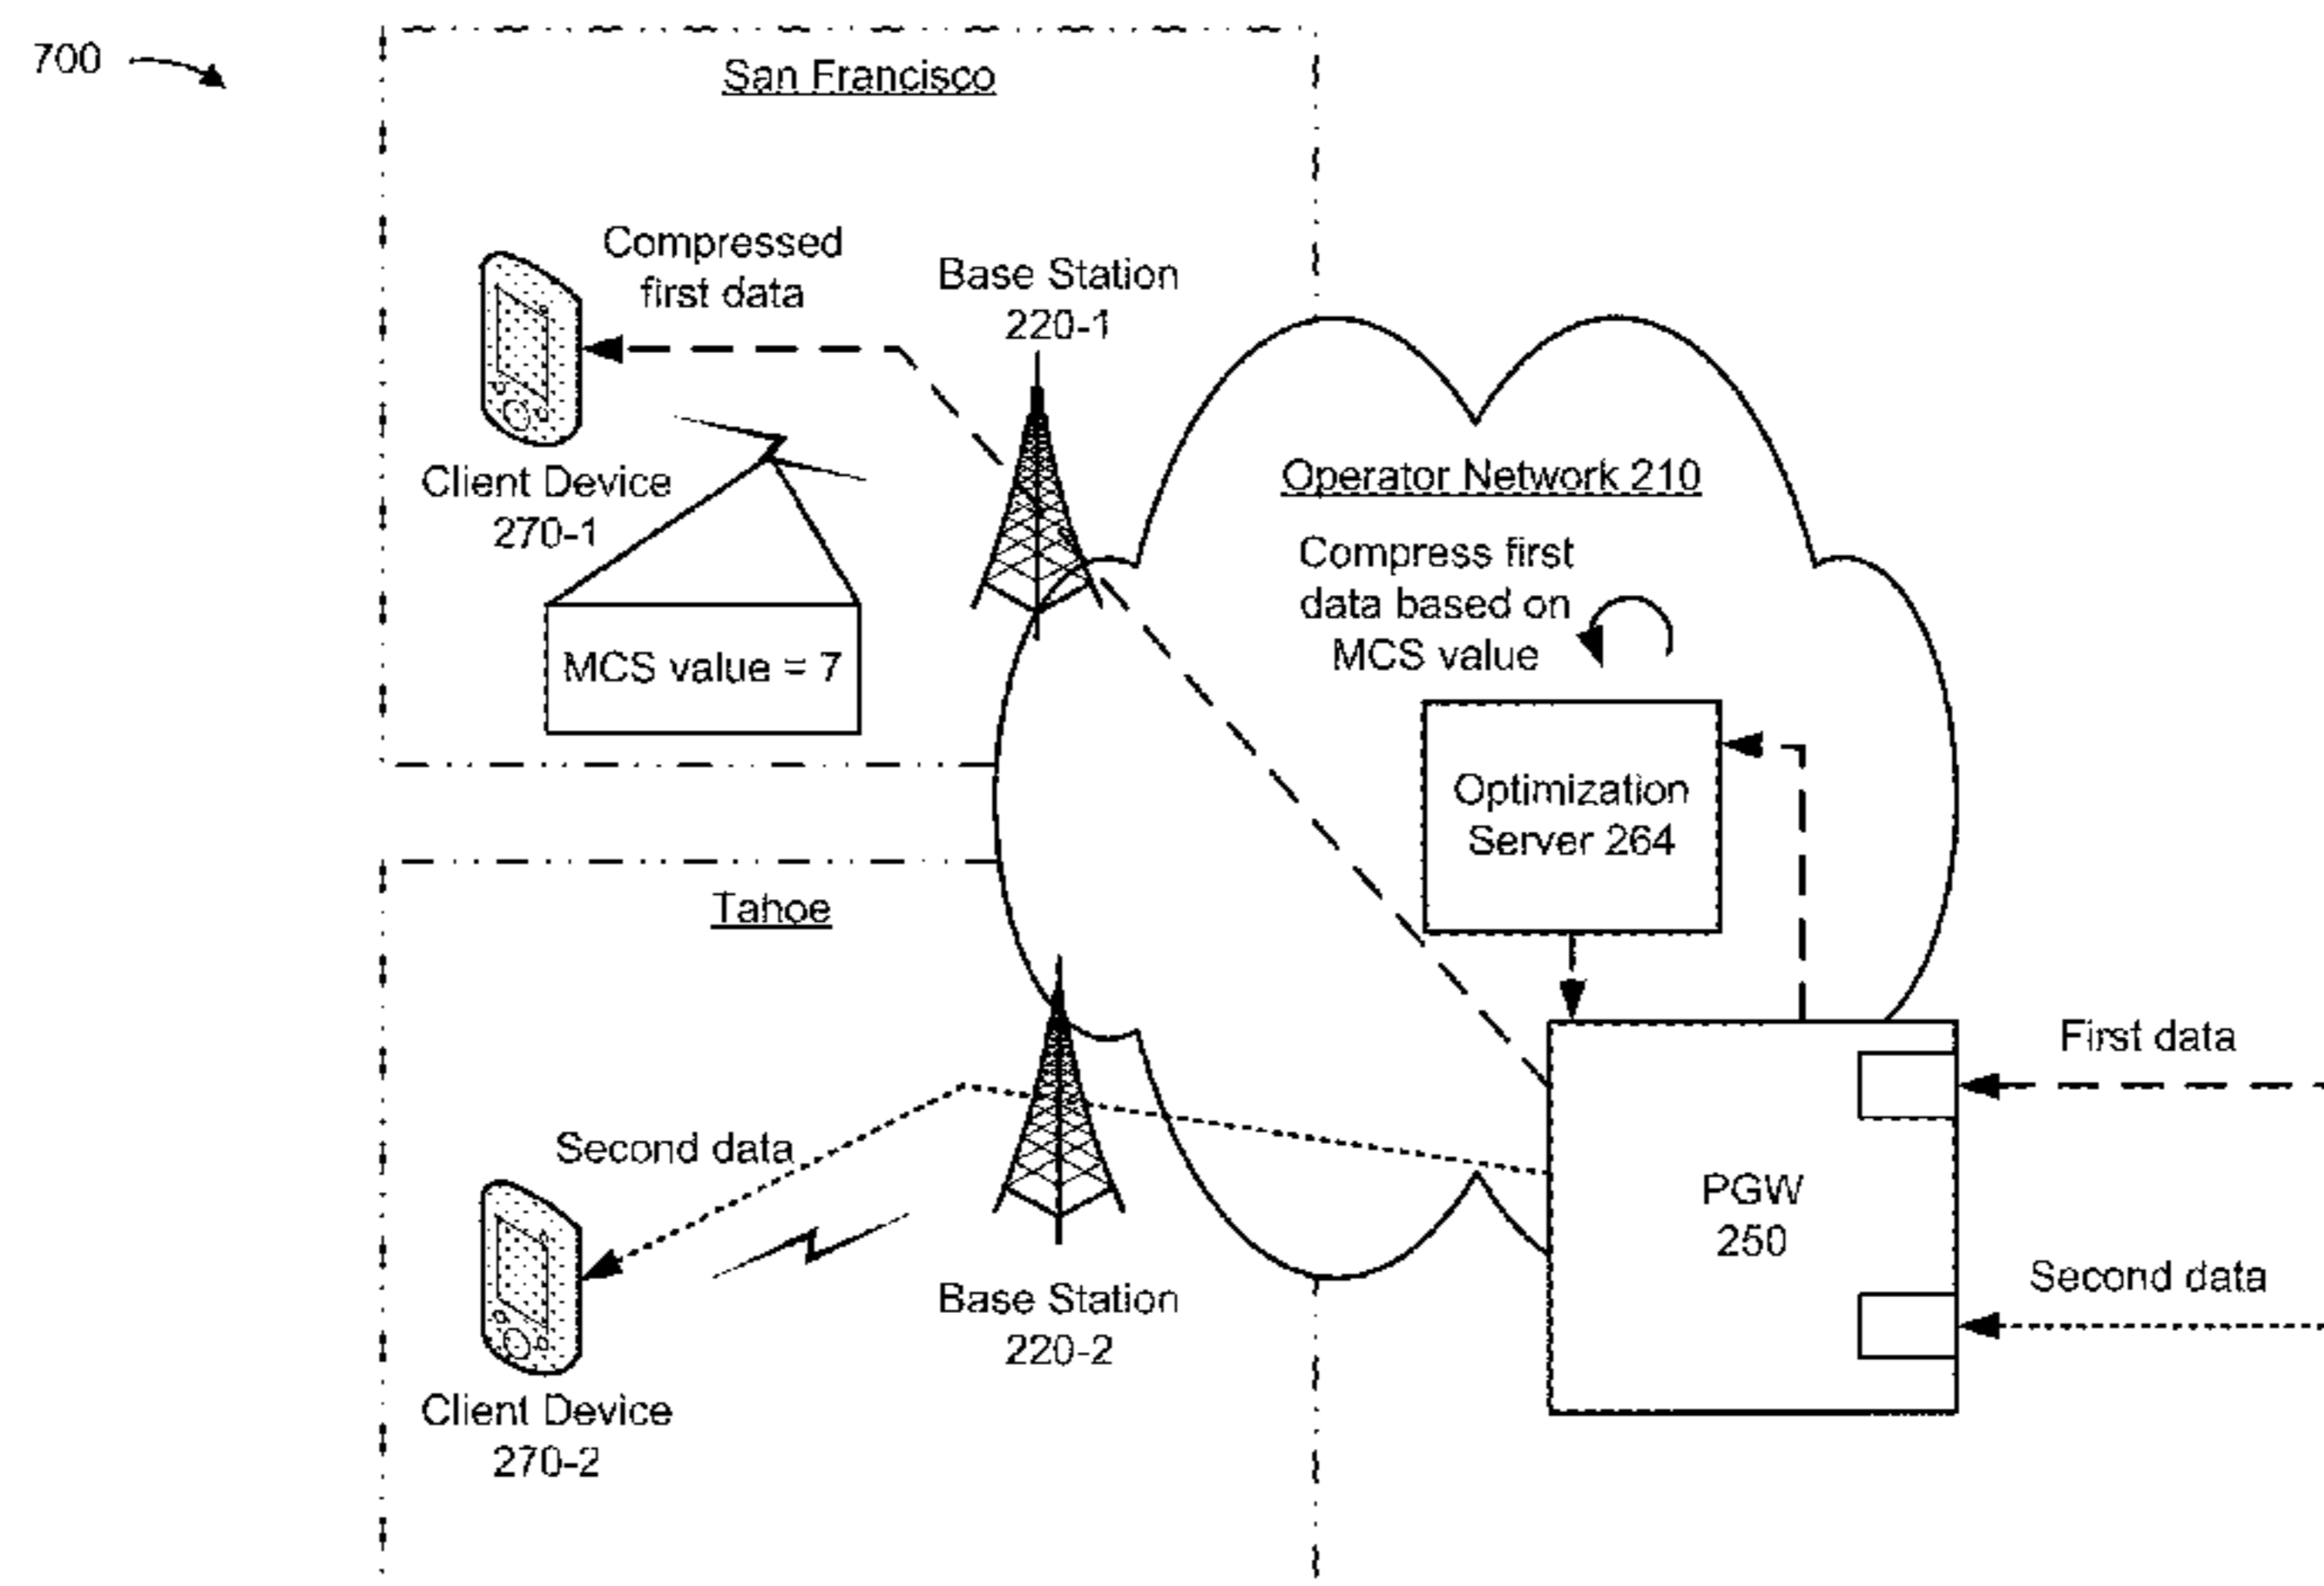 700
San Francisco
Compressed
first data
Base Station
220-1
Client Device
270-1
MCS value = 7
Operator Network 210
Compress first
data based on
MCS value
Optimization
Server 264
Tahoe
First data
Second data
PGW
250
Second data
Base Station
220-2
Client Device
270-2